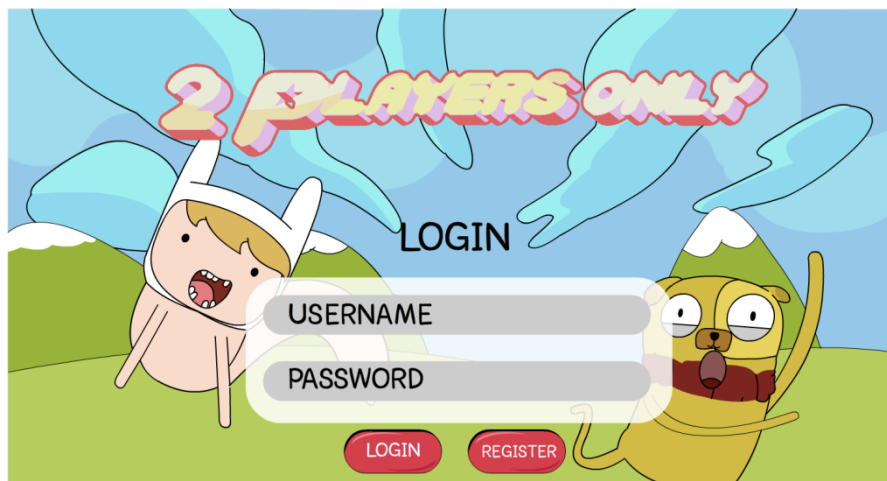 2 PLAYERS ONLY
LOGIN
USERNAME
PASSWORD
LOGIN REGISTER